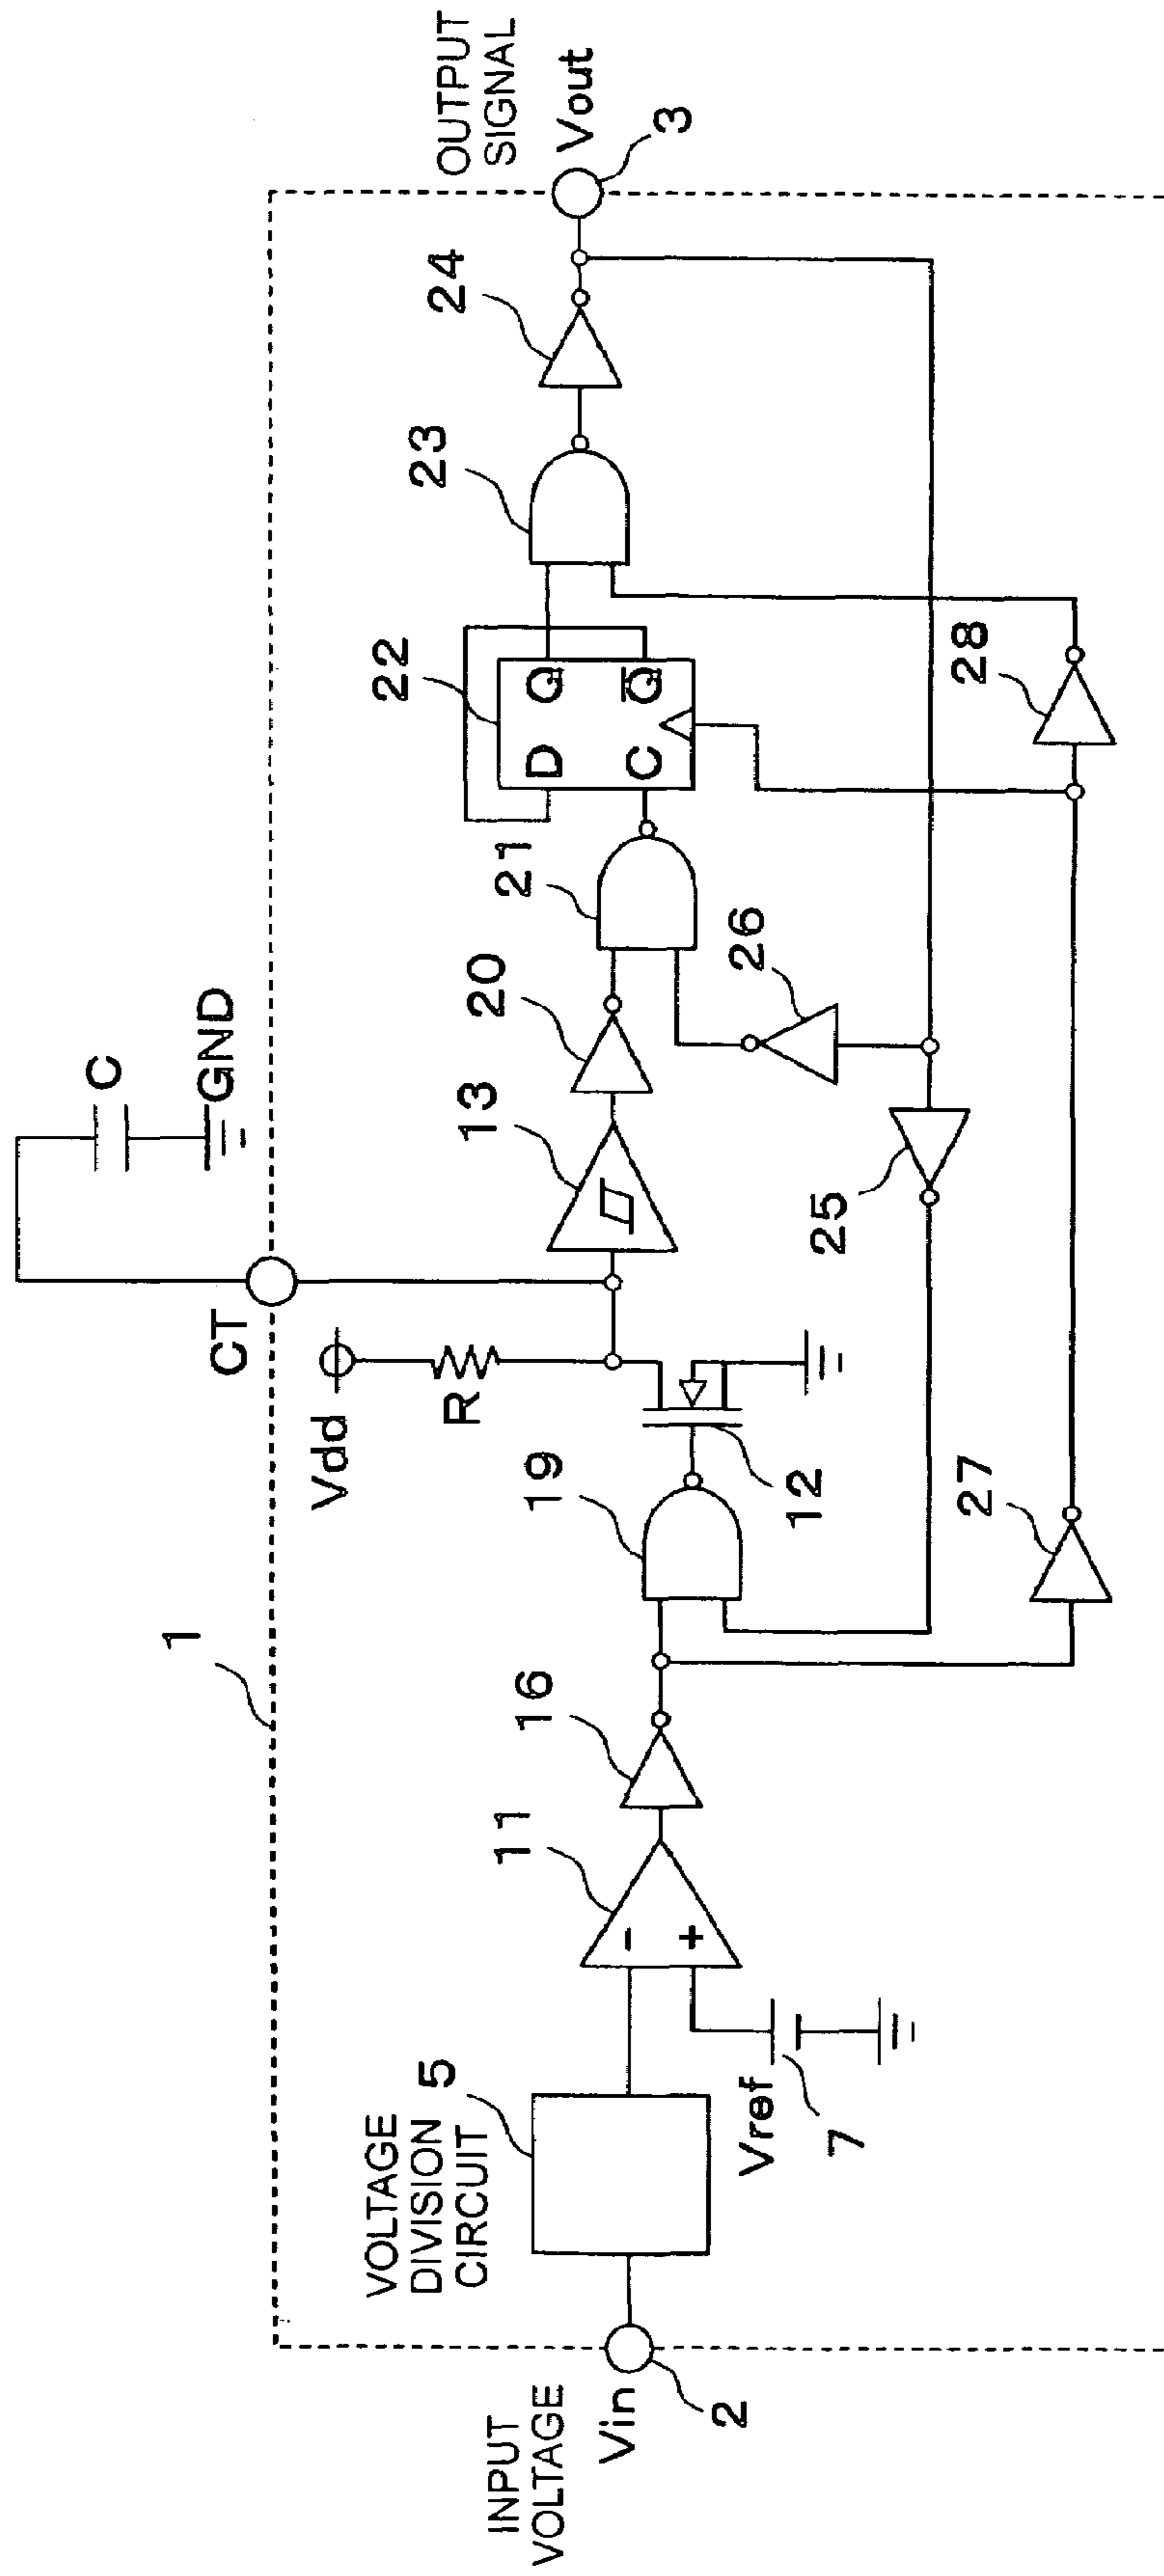 1
INPUT
VOLTAGE
Vin
2
VOLTAGE
DIVISION
CIRCUIT
5
Vref
7
-
+
11
16
19
12
Vdd
R
CT
C
GND
13
20
21
22
D
Q
C
Q̅
23
24
25
26
27
28
OUTPUT
SIGNAL
Vout
3